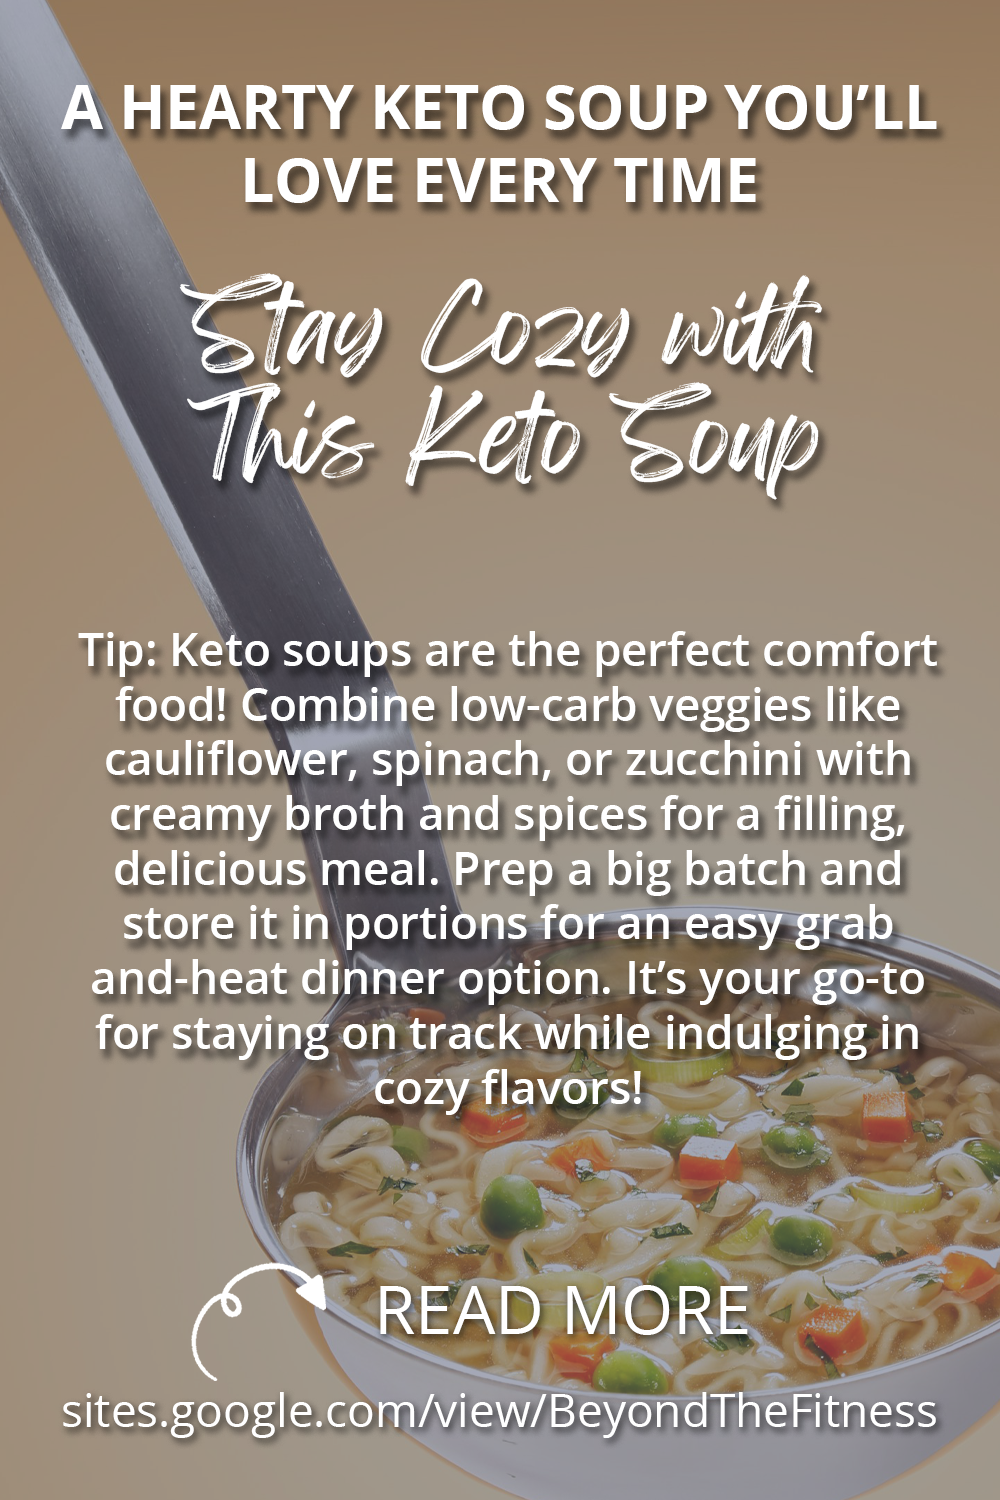 A HEARTY KETO SOUP YOU’LL
LOVE EVERY TIME
Stay Cozy with
This Keto Soup
Tip: Keto soups are the perfect comfort
food! Combine low-carb veggies like
cauliflower, spinach, or zucchini with
creamy broth and spices for a filling,
delicious meal. Prep a big batch and
store it in portions for an easy grab
and-heat dinner option. It’s your go-to
for staying on track while indulging in
cozy flavors!
READ MORE
sites.google.com/view/BeyondTheFitness